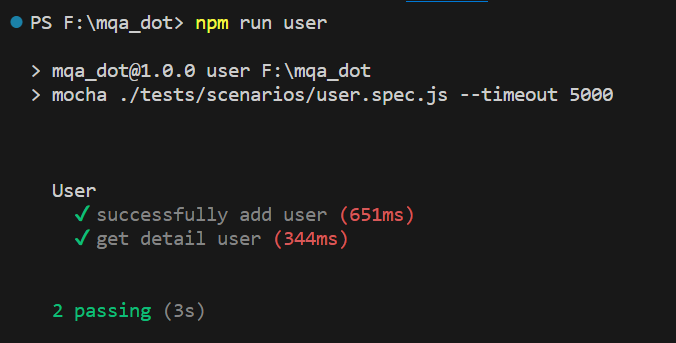 PS F:\mqa_dot> npm run user
> mqa_dot@1.0.0 user F:\mqa_dot
> mocha ./tests/scenarios/user.spec.js --timeout 5000
User
✓ successfully add user (651ms)
✓ get detail user (344ms)
2 passing (3s)